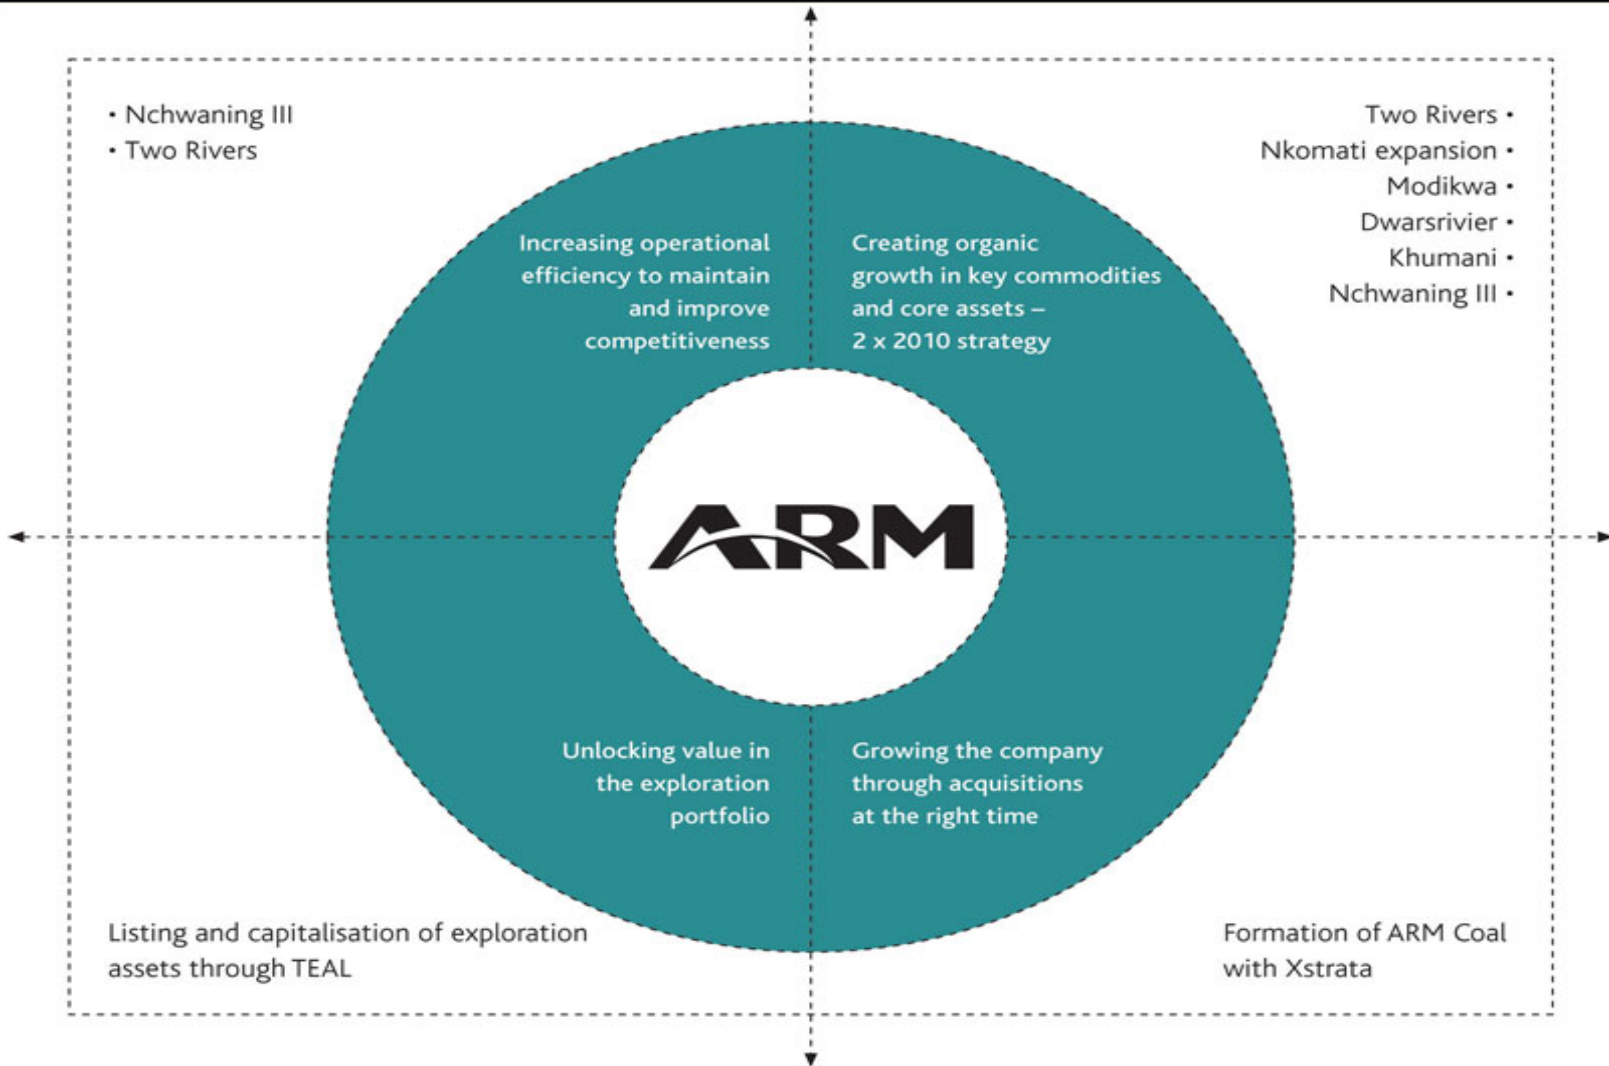 • Nchwaning III
• Two Rivers
Two Rivers •
Nkomati expansion •
Modikwa •
Dwarsrivier •
Khumani •
Nchwaning III •
Increasing operational
efficiency to maintain
and improve
competitiveness
Creating organic
growth in key commodities
and core assets –
2 x 2010 strategy
ARM
Unlocking value in
the exploration
portfolio
Growing the company
through acquisitions
at the right time
Listing and capitalisation of exploration
assets through TEAL
Formation of ARM Coal
with Xstrata